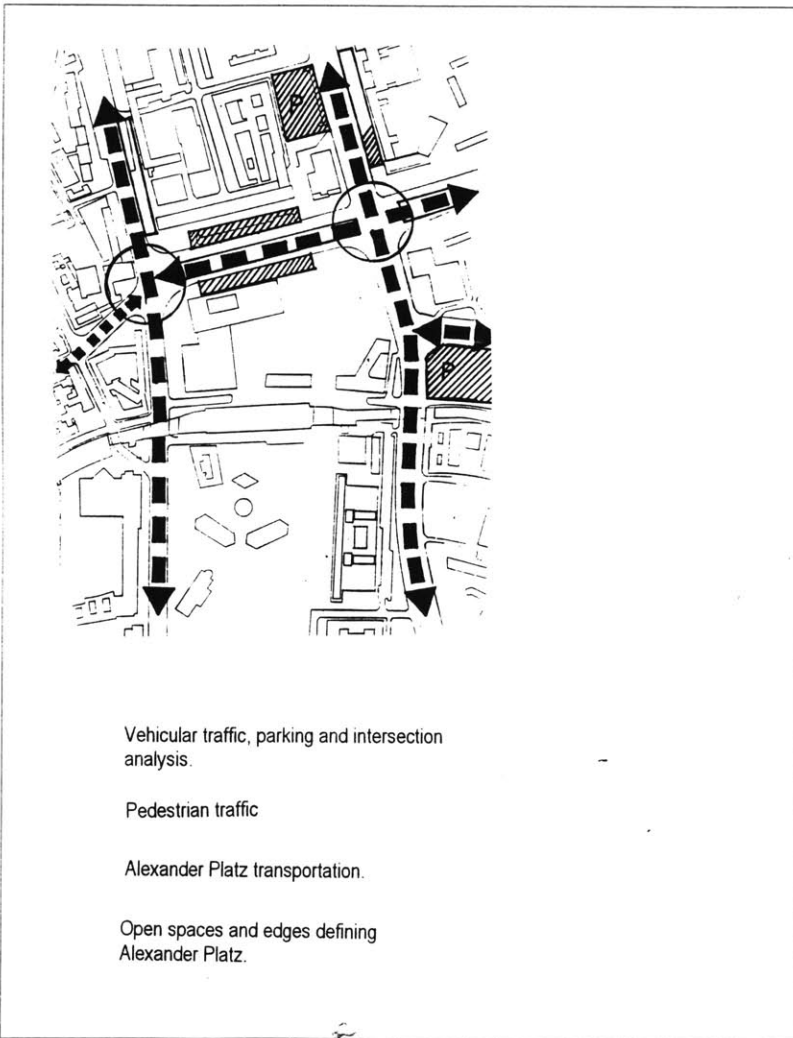 P
P
Vehicular traffic, parking and intersection
analysis.
Pedestrian traffic
Alexander Platz transportation.
Open spaces and edges defining
Alexander Platz.